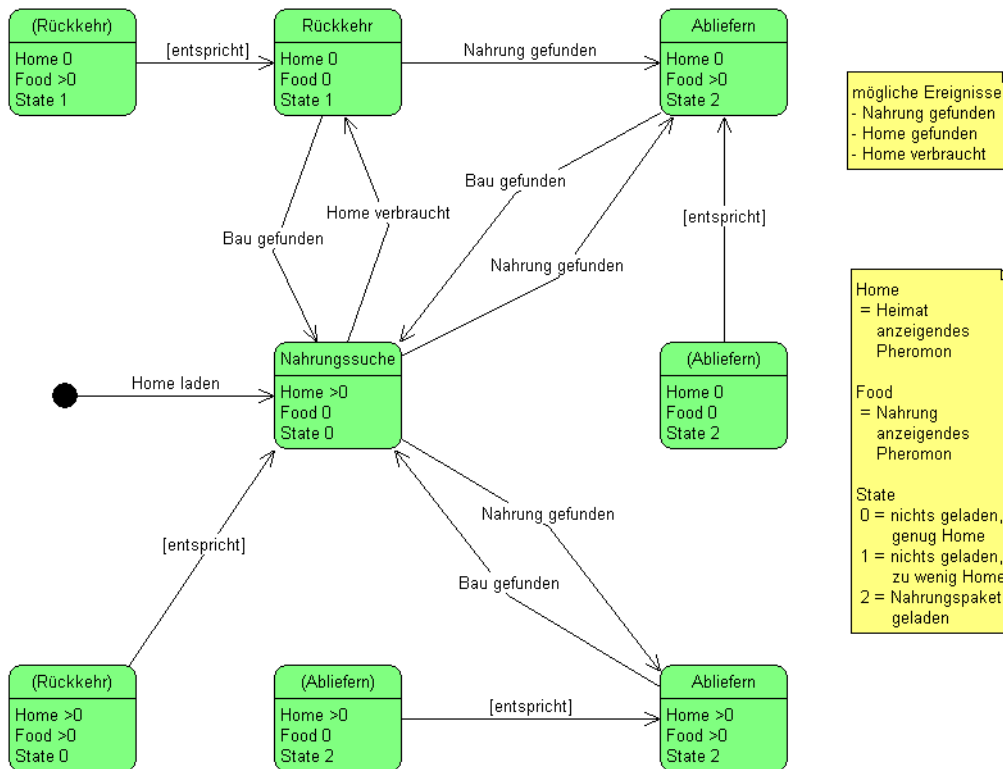 (Rückkehr)
Home 0
Food >0
State 1
[entspricht]
Rückkehr
Home 0
Food 0
State 1
Nahrung gefunden
Abliefern
Home 0
Food >0
State 2
mögliche Ereignisse
- Nahrung gefunden
- Home gefunden
- Home verbraucht
Bau gefunden
Home verbraucht
Bau gefunden
Nahrung gefunden
[entspricht]
Home laden
Nahrungssuche
Home >0
Food 0
State 0
(Abliefern)
Home 0
Food 0
State 2
Home
= Heimat
anzeigendes
Pheromon
Food
= Nahrung
anzeigendes
Pheromon
State
0 = nichts geladen,
genug Home
1 = nichts geladen,
zu wenig Home
2 = Nahrungspaket
geladen
[entspricht]
Nahrung gefunden
Bau gefunden
(Rückkehr)
Home >0
Food >0
State 0
(Abliefern)
Home >0
Food 0
State 2
[entspricht]
Abliefern
Home >0
Food >0
State 2